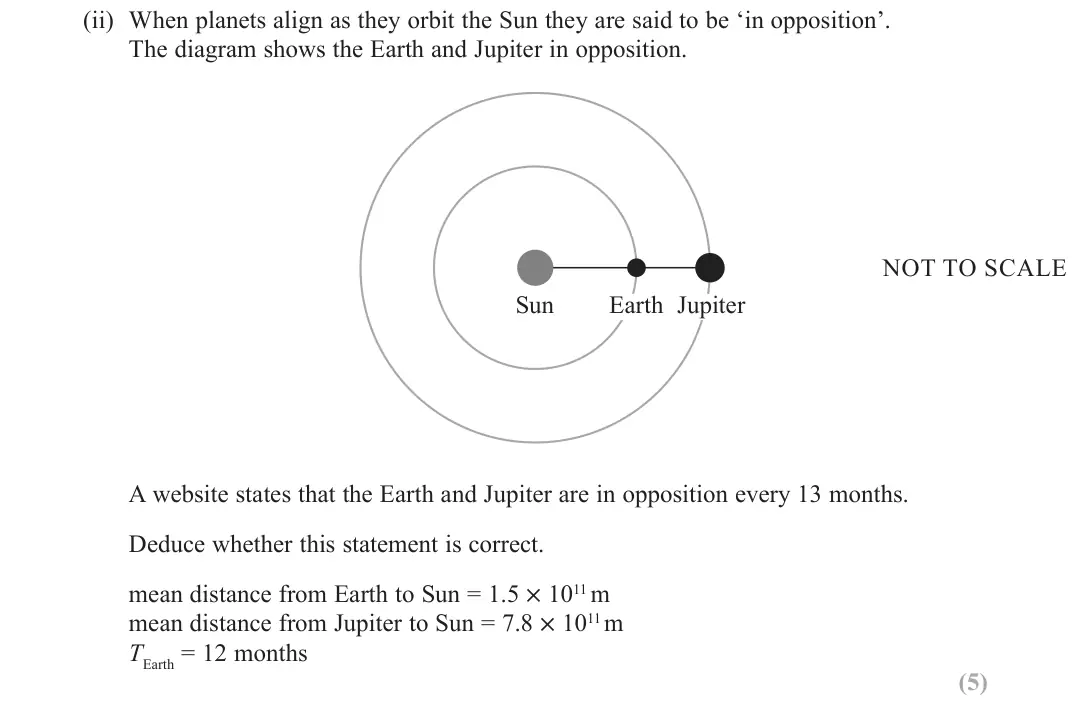 (ii) When planets align as they orbit the Sun they are said to be ‘in opposition’.
The diagram shows the Earth and Jupiter in opposition.
Sun Earth Jupiter
NOT TO SCALE
A website states that the Earth and Jupiter are in opposition every 13 months.
Deduce whether this statement is correct.
mean distance from Earth to Sun = 1.5 × 10¹¹ m
mean distance from Jupiter to Sun = 7.8 × 10¹¹ m
T_Earth = 12 months
(5)